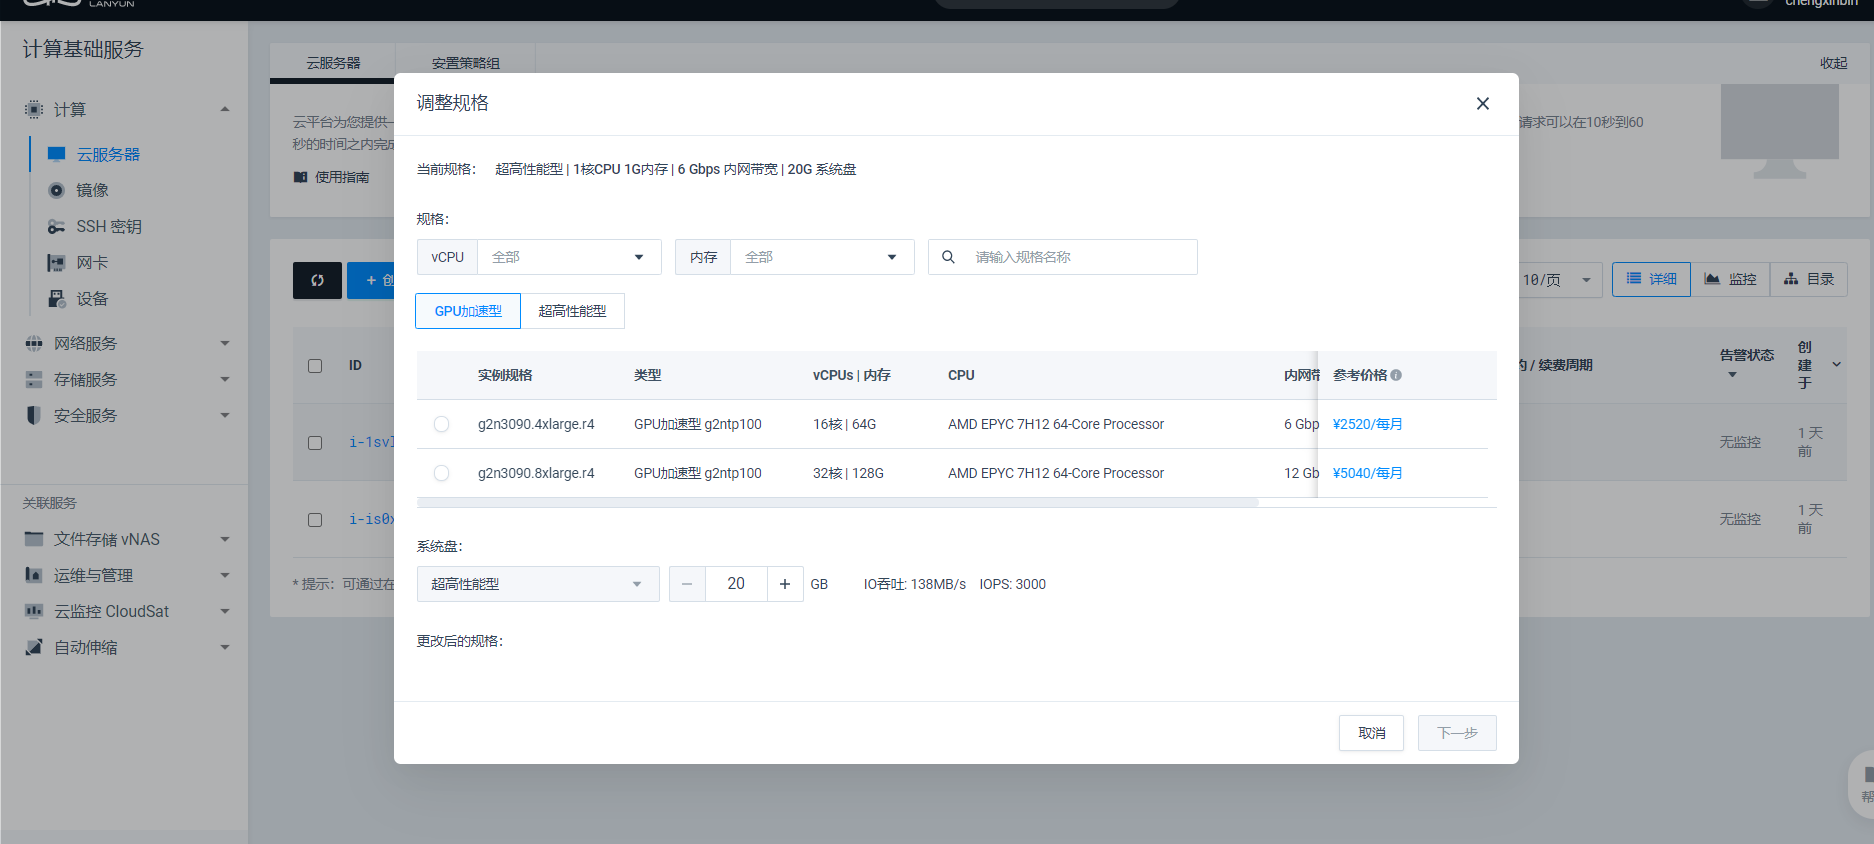 LANYUN
chengxinbin
计算基础服务
计算
云服务器
镜像
SSH 密钥
网卡
设备
网络服务
存储服务
安全服务
关联服务
文件存储 vNAS
运维与管理
云监控 CloudSat
自动伸缩
云服务器
安置策略组
收起
云平台为您提供一
请求可以在10秒到60
秒的时间之内完成
使用指南
+ 创
10/页
详细
监控
目录
ID
/ 续费周期
告警状态
创建于
i-1sv
无监控
1 天前
i-is0x
无监控
1 天前
* 提示：可通过在
调整规格
当前规格： 超高性能型 | 1核CPU 1G内存 | 6 Gbps 内网带宽 | 20G 系统盘
规格：
vCPU 全部 内存 全部 请输入规格名称
GPU加速型 超高性能型
实例规格 类型 vCPUs | 内存 CPU 内网带 参考价格
g2n3090.4xlarge.r4 GPU加速型 g2ntp100 16核 | 64G AMD EPYC 7H12 64-Core Processor 6 Gbp ¥2520/每月
g2n3090.8xlarge.r4 GPU加速型 g2ntp100 32核 | 128G AMD EPYC 7H12 64-Core Processor 12 Gb ¥5040/每月
系统盘：
超高性能型 − 20 + GB IO吞吐: 138MB/s IOPS: 3000
更改后的规格：
取消 下一步
帮